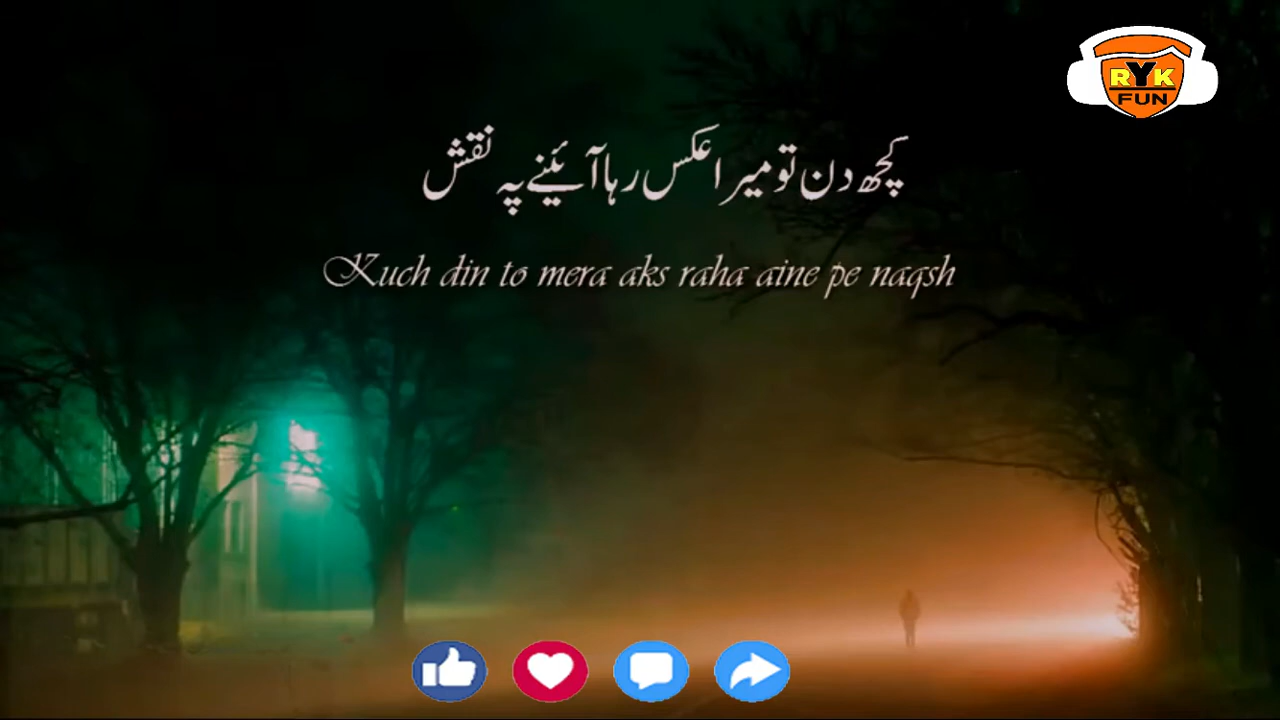 RYK
FUN
کچھ دن تو میرا عکس رہا آئینے پہ نقش
Kuch din to mera aks raha aine pe naqsh